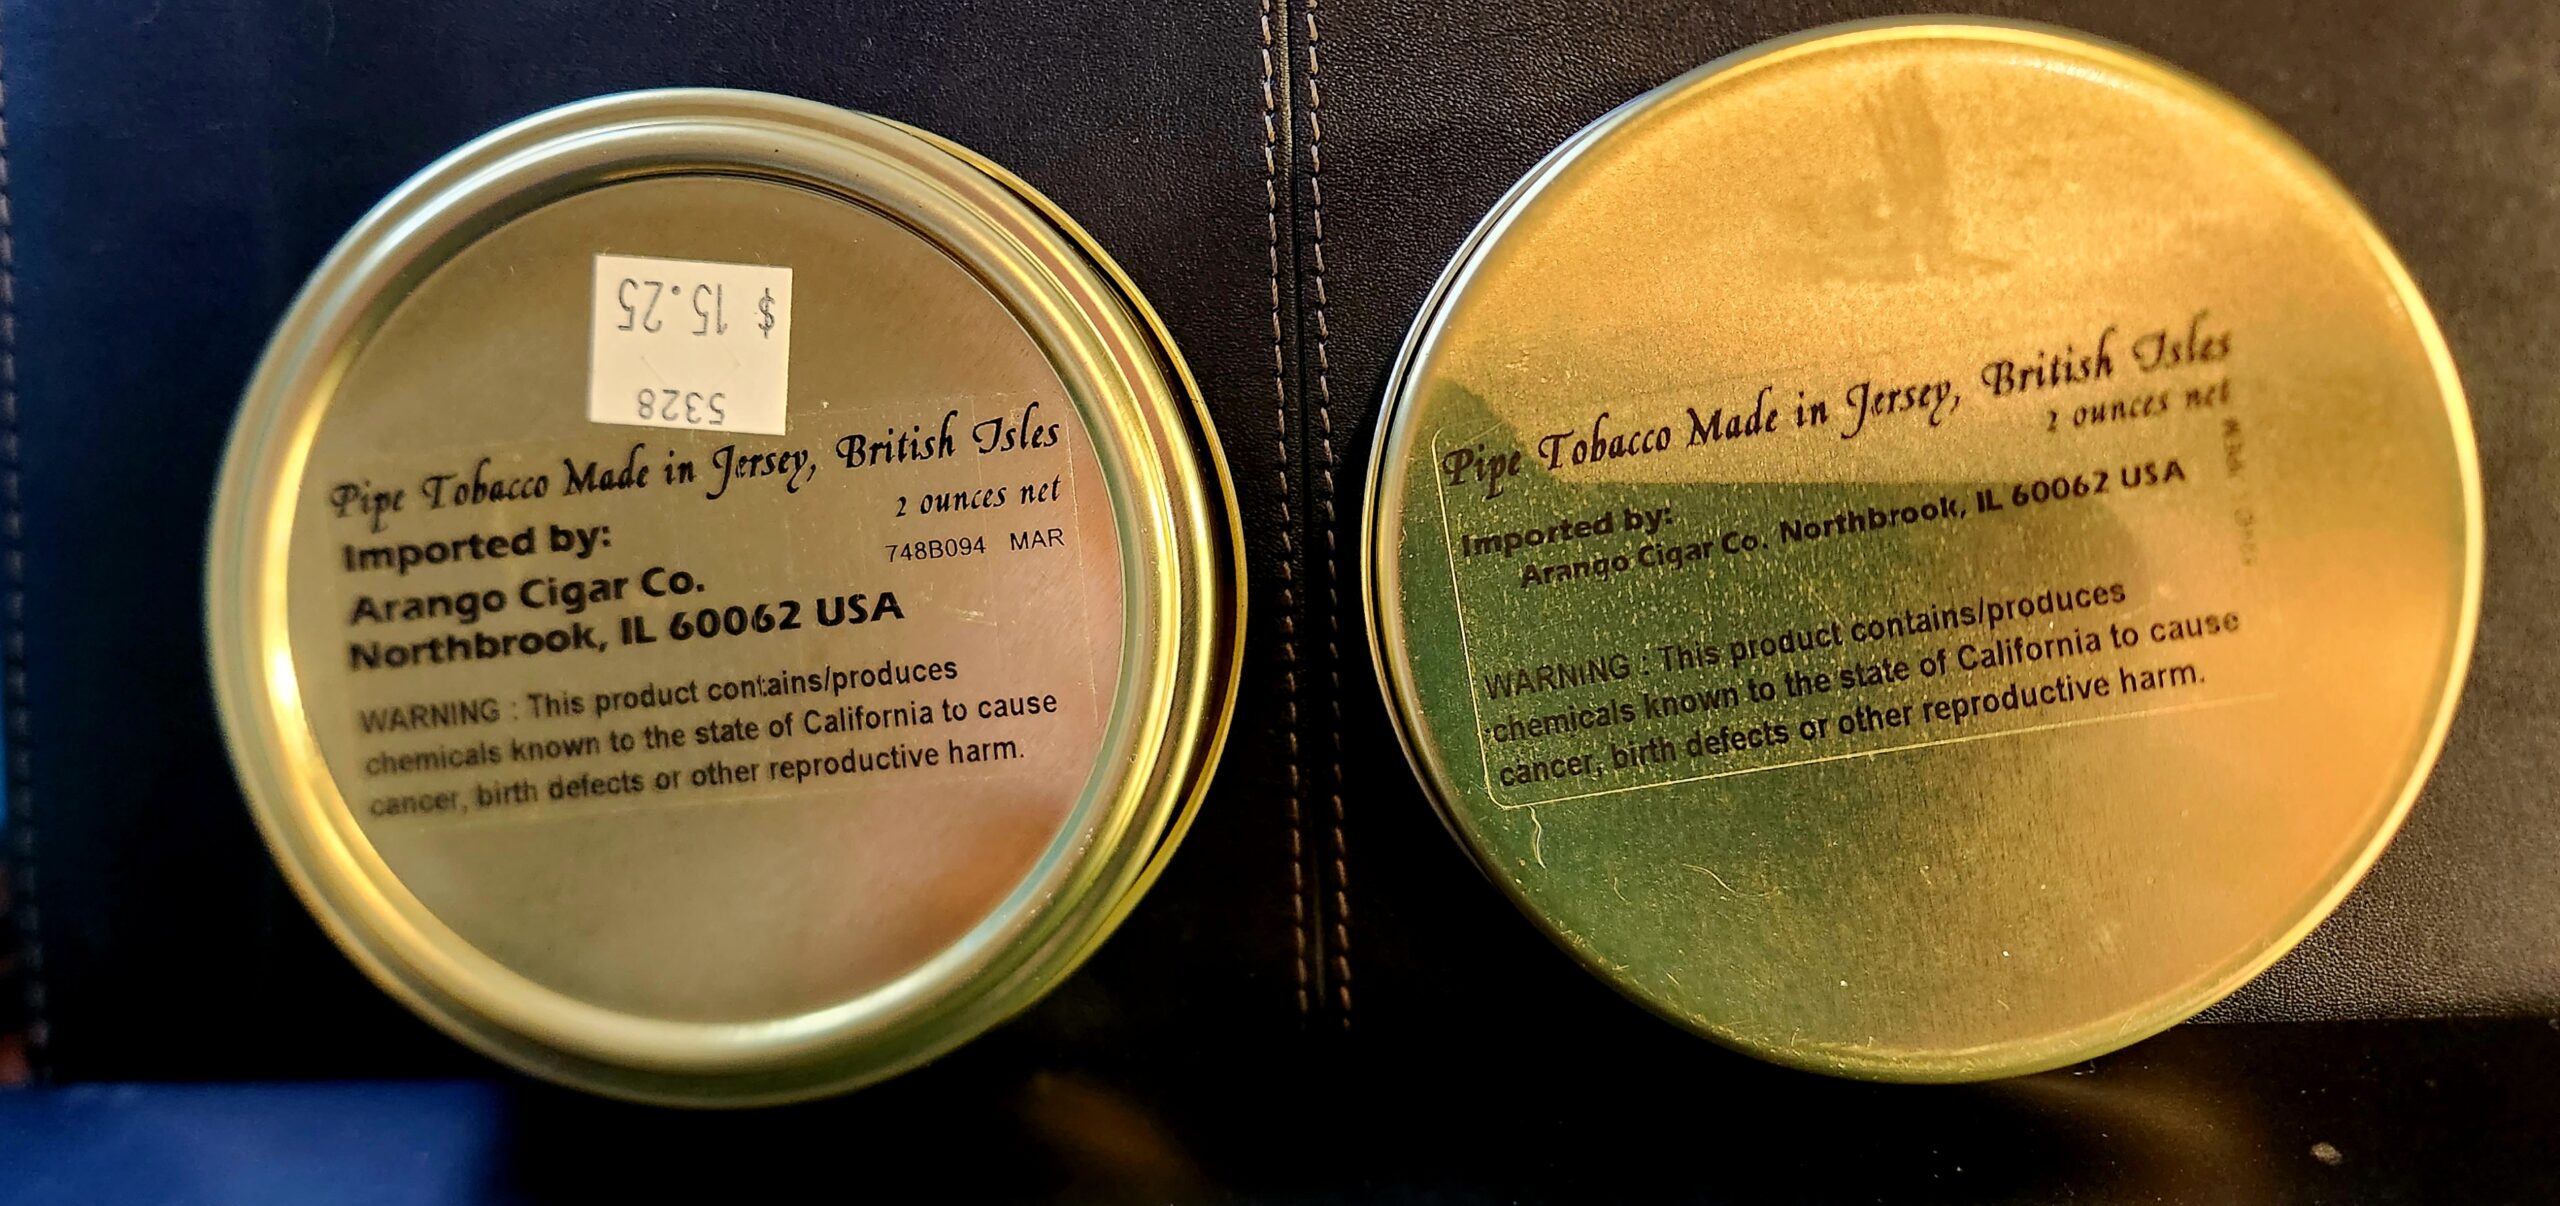 $ 15.25
5328
Pipe Tobacco Made in Jersey, British Isles
2 ounces net
Imported by:
748B094 MAR
Arango Cigar Co.
Northbrook, IL 60062 USA
WARNING : This product contains/produces
chemicals known to the state of California to cause
cancer, birth defects or other reproductive harm.
Pipe Tobacco Made in Jersey, British Isles
2 ounces net
Imported by:
Arango Cigar Co. Northbrook, IL 60062 USA
WARNING : This product contains/produces
chemicals known to the state of California to cause
cancer, birth defects or other reproductive harm.